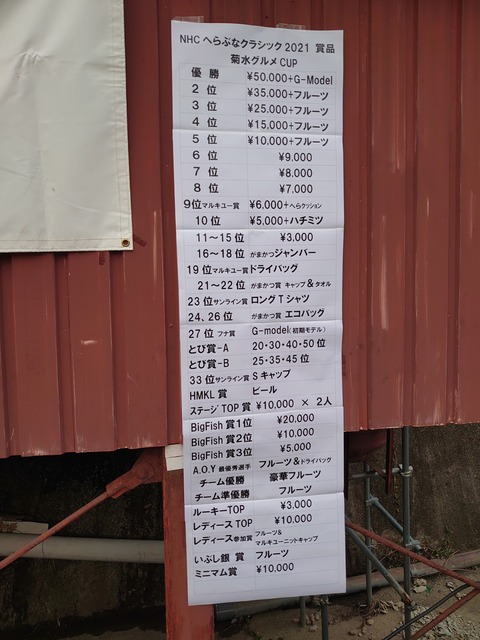 NHC へらぶなクラシック 2021 賞品
菊水グルメ CUP
優 勝 ¥50.000+G-Model
2 位 ¥35.000+フルーツ
3 位 ¥25.000+フルーツ
4 位 ¥15.000+フルーツ
5 位 ¥10.000+フルーツ
6 位 ¥9,000
7 位 ¥8,000
8 位 ¥7,000
9位マルキユー賞 ¥6.000+へらクッション
10 位 ¥5,000+ハチミツ
11～15 位 ¥3,000
16～18 位 がまかつジャンパー
19 位マルキユー賞 ドライバッグ
21～22 位 がまかつ賞 キャップ＆タオル
23 位サンライン賞 ロング T シャツ
24、26 位 がまかつ賞 エコバッグ
27 位 フナ賞 G-model(初期モデル)
とび賞-A 20・30・40・50 位
とび賞-B 25・35・45 位
33 位サンライン賞 S キャップ
HMKL 賞 ビール
ステージ TOP 賞 ¥10,000 × 2人
BigFish 賞1位 ¥20,000
BigFish 賞2位 ¥10,000
BigFish 賞3位 ¥5,000
A.O.Y 最優秀選手 フルーツ＆ドライバッグ
チーム優勝 豪華フルーツ
チーム準優勝 フルーツ
ルーキーTOP ¥3,000
レディース TOP ¥10,000
レディース参加賞 フルーツ＆
マルキユーニットキャップ
いぶし銀 賞 フルーツ
ミニマム賞 ¥10,000